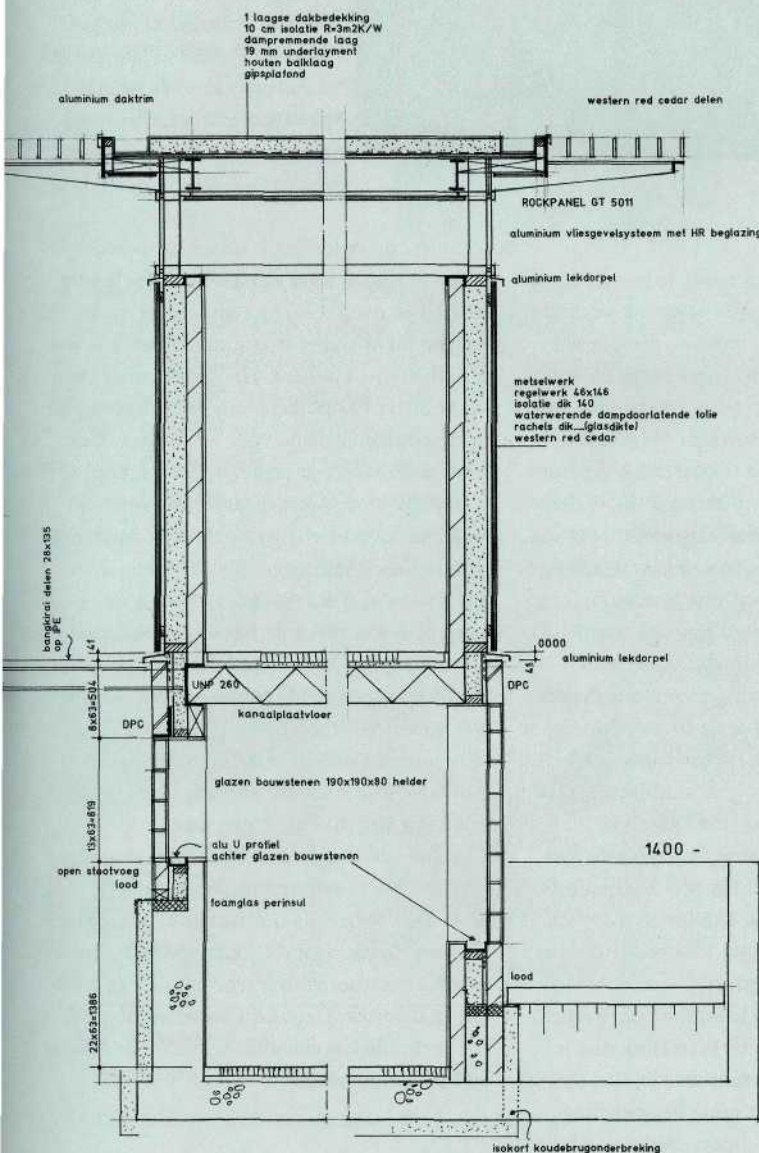 1 laagse dakbedekking
10 cm isolatie R=3m2K/W
dampremmende laag
19 mm underlayment
houten balklaag
gipsplafond
aluminium daktrim
western red cedar delen
ROCKPANEL GT 5011
aluminium vliesgevelsysteem met HR beglazing
aluminium lekdorpel
metselwerk
regelwerk 46x146
isolatie dik 140
waterwerende dampdoorlatende folie
rachels dik....(glasdikte)
western red cedar
bangkirai delen 28x135
op IPE
41
0000
41
aluminium lekdorpel
UNP 260
DPC
8x63=504
DPC
kanaalplaatvloer
glazen bouwstenen 190x190x80 helder
13x63=819
alu U profiel
achter glazen bouwstenen
1400 -
open stootvoeg
lood
foamglas perinsul
lood
22x63=1386
isokorf koudebrugonderbreking